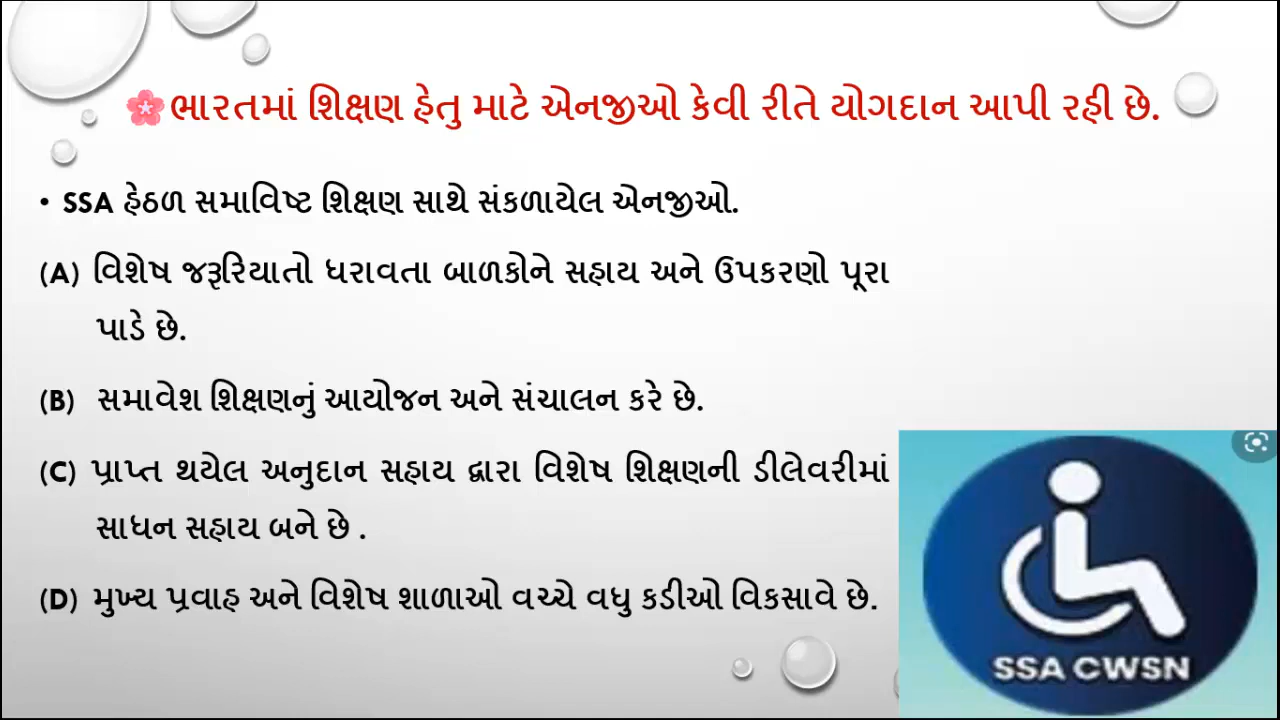 🌸ભારતમાં શિક્ષણ હેતુ માટે એનજીઓ કેવી રીતે યોગદાન આપી રહી છે.
• SSA હેઠળ સમાવિષ્ટ શિક્ષણ સાથે સંકળાયેલ એનજીઓ.
(A) વિશેષ જરૂરિયાતો ધરાવતા બાળકોને સહાય અને ઉપકરણો પૂરા
પાડે છે.
(B) સમાવેશ શિક્ષણનું આયોજન અને સંચાલન કરે છે.
(C) પ્રાપ્ત થયેલ અનુદાન સહાય દ્વારા વિશેષ શિક્ષણની ડીલેવરીમાં
સાધન સહાય બને છે .
(D) મુખ્ય પ્રવાહ અને વિશેષ શાળાઓ વચ્ચે વધુ કડીઓ વિકસાવે છે.
SSA CWSN